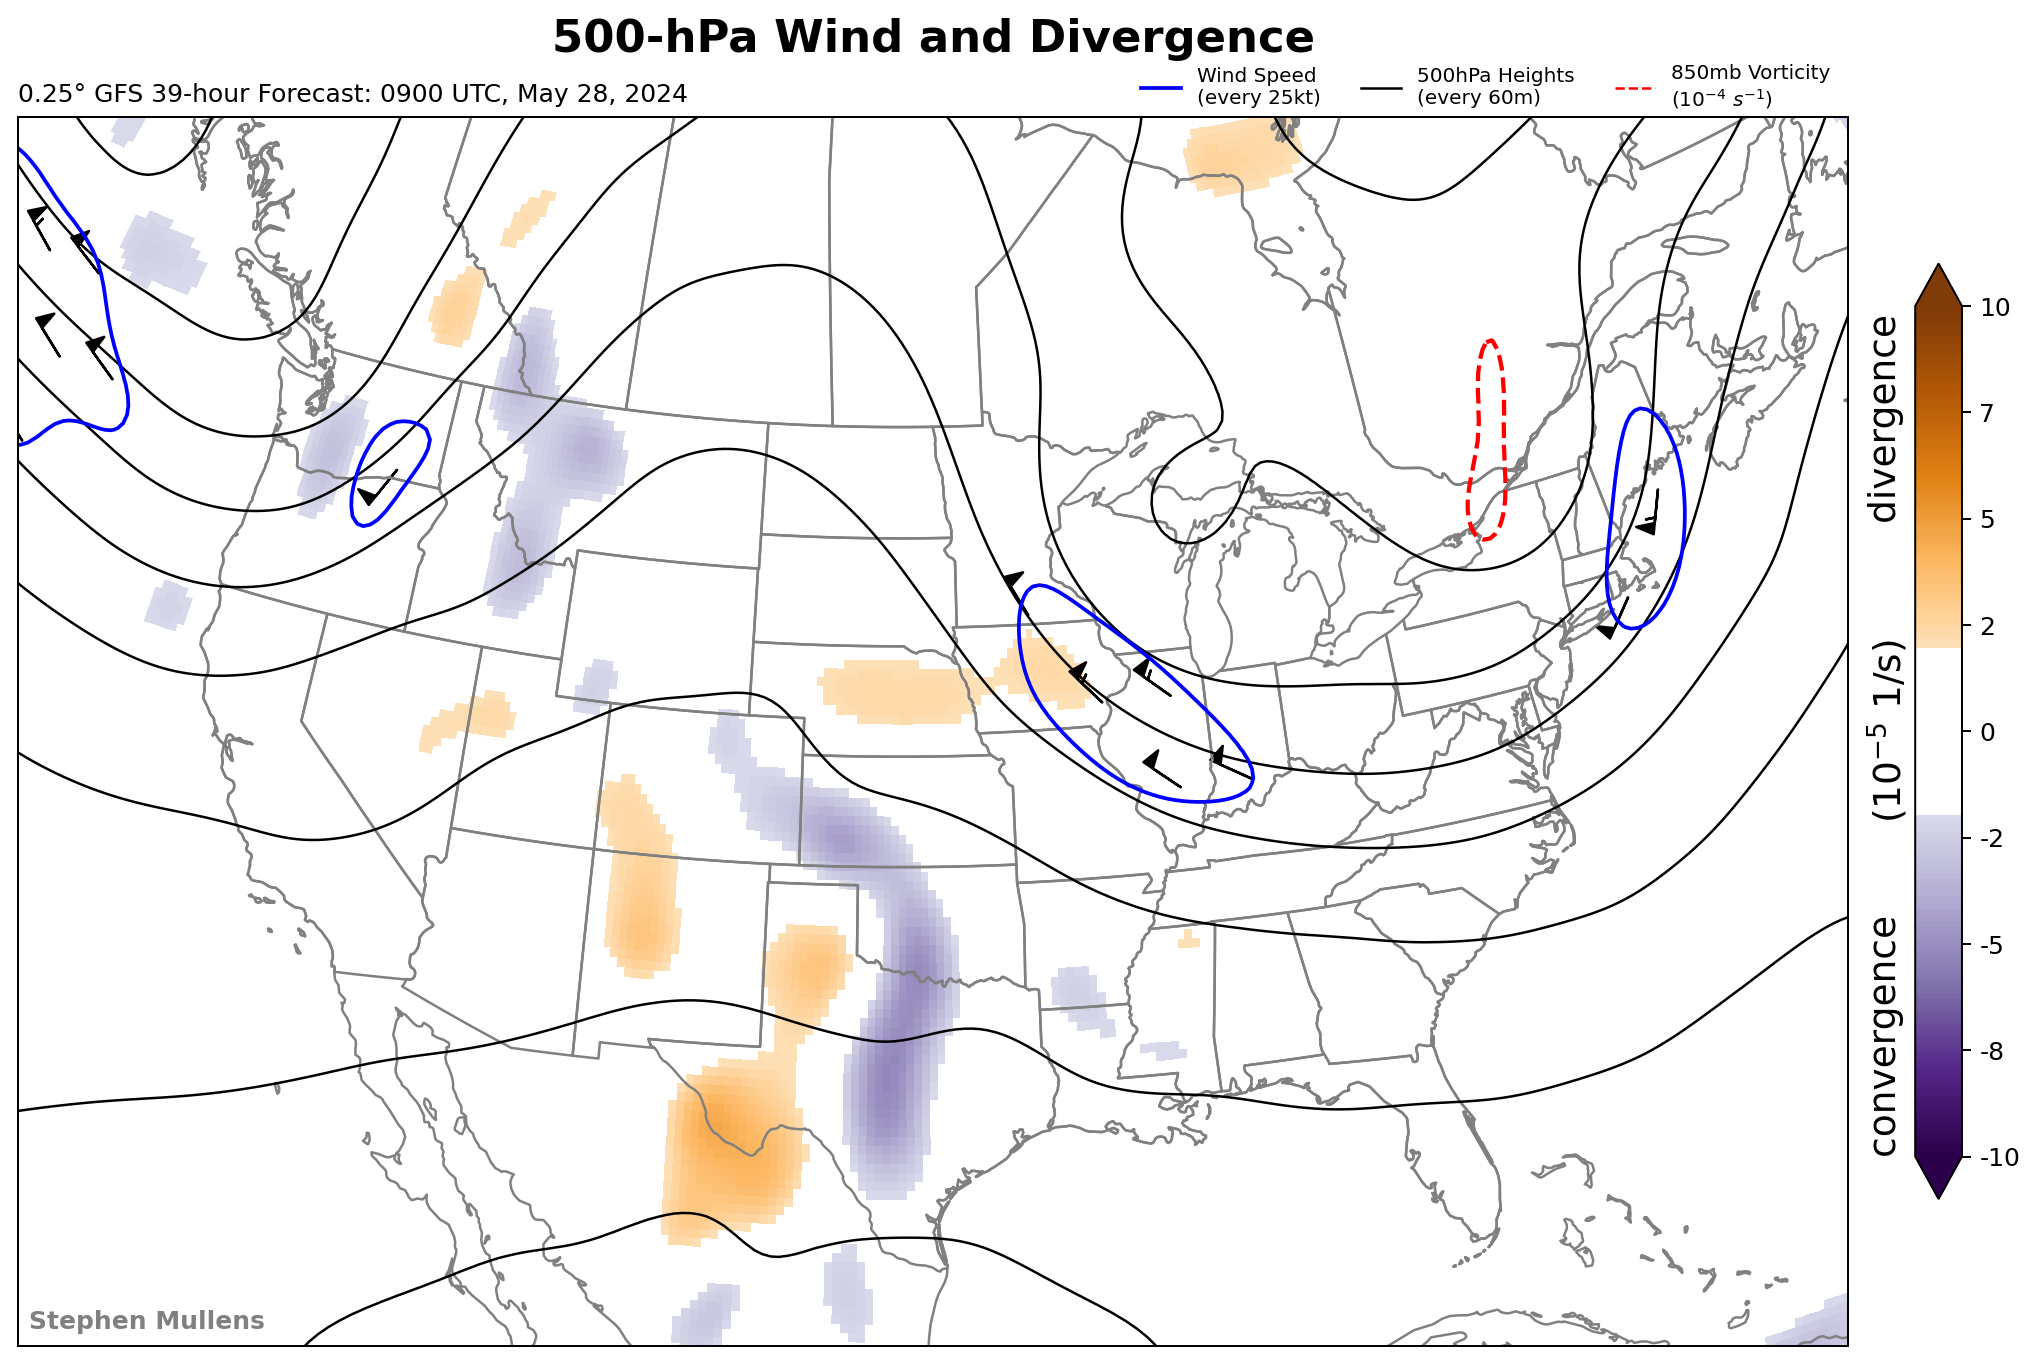 500-hPa Wind and Divergence
0.25° GFS 39-hour Forecast: 0900 UTC, May 28, 2024
Wind Speed
(every 25kt)
500hPa Heights
(every 60m)
850mb Vorticity
(10⁻⁴ s⁻¹)
10
7
5
2
0
-2
-5
-8
-10
convergence (10⁻⁵ 1/s) divergence
Stephen Mullens